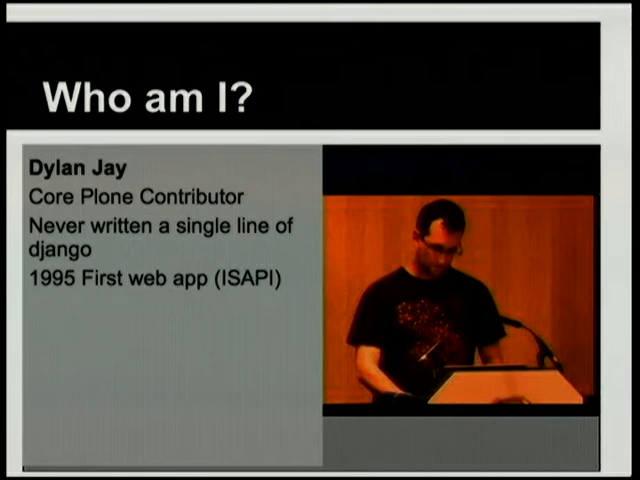 Who am I?
Dylan Jay
Core Plone Contributor
Never written a single line of
django
1995 First web app (ISAPI)